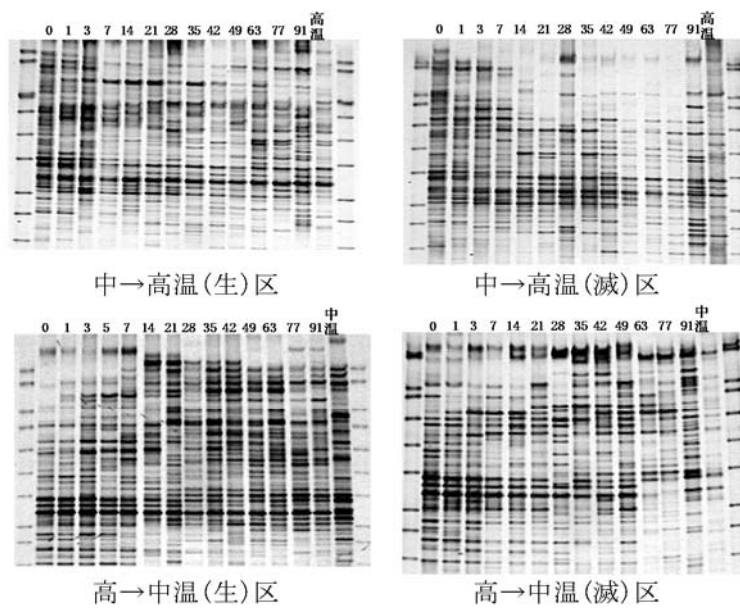 0 1 3 7 14 21 28 35 42 49 63 77 91 高温
中→高温(生)区
0 1 3 7 14 21 28 35 42 49 63 77 91 高温
中→高温(滅)区
0 1 3 5 7 14 21 28 35 42 49 63 77 91 中温
高→中温(生)区
0 1 3 7 14 21 28 35 42 49 63 77 91 中温
高→中温(滅)区